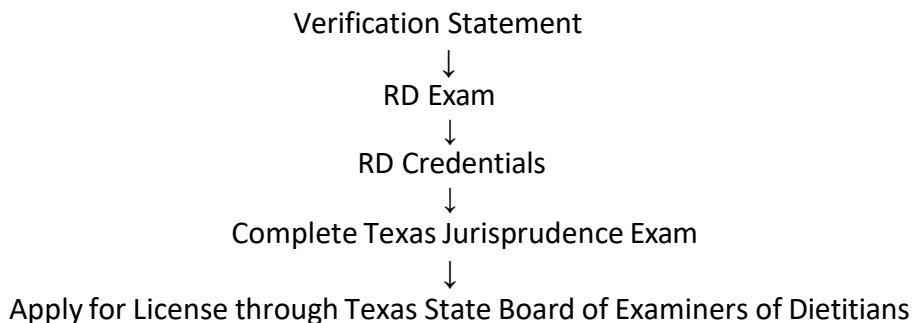 Verification Statement
↓
RD Exam
↓
RD Credentials
↓
Complete Texas Jurisprudence Exam
↓
Apply for License through Texas State Board of Examiners of Dietitians